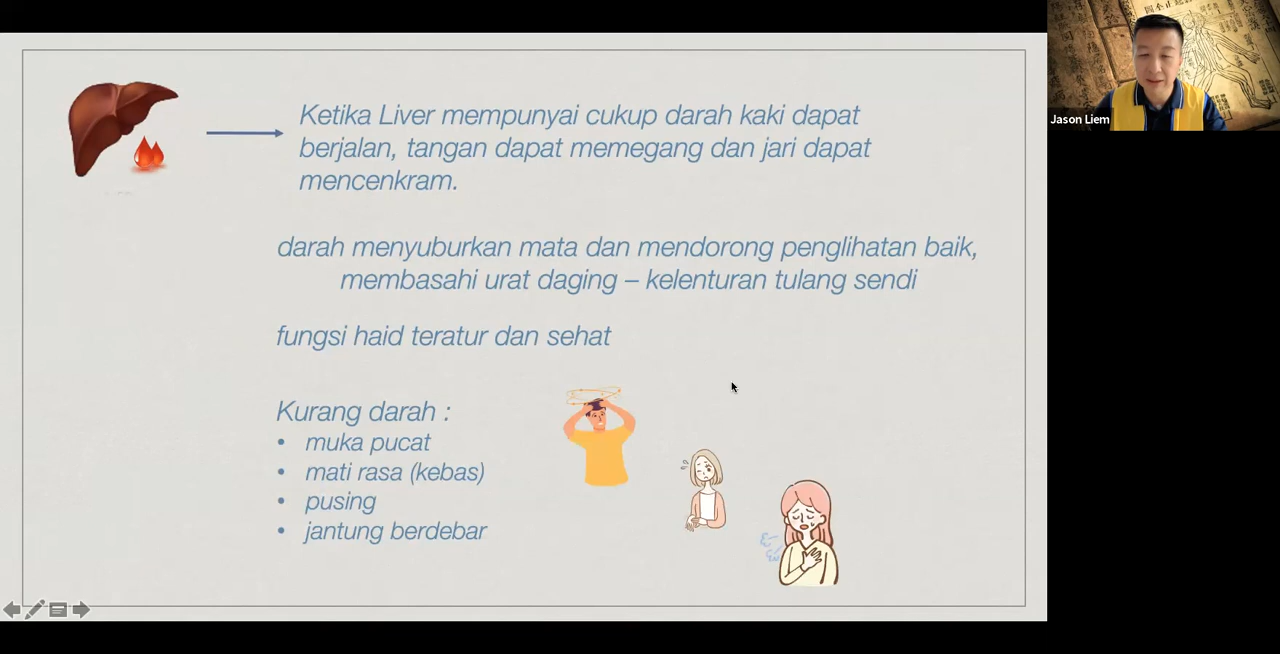 Ketika Liver mempunyai cukup darah kaki dapat
berjalan, tangan dapat memegang dan jari dapat
mencenkram.
darah menyuburkan mata dan mendorong penglihatan baik,
membasahi urat daging – kelenturan tulang sendi
fungsi haid teratur dan sehat
Kurang darah :
• muka pucat
• mati rasa (kebas)
• pusing
• jantung berdebar
Jason Liem